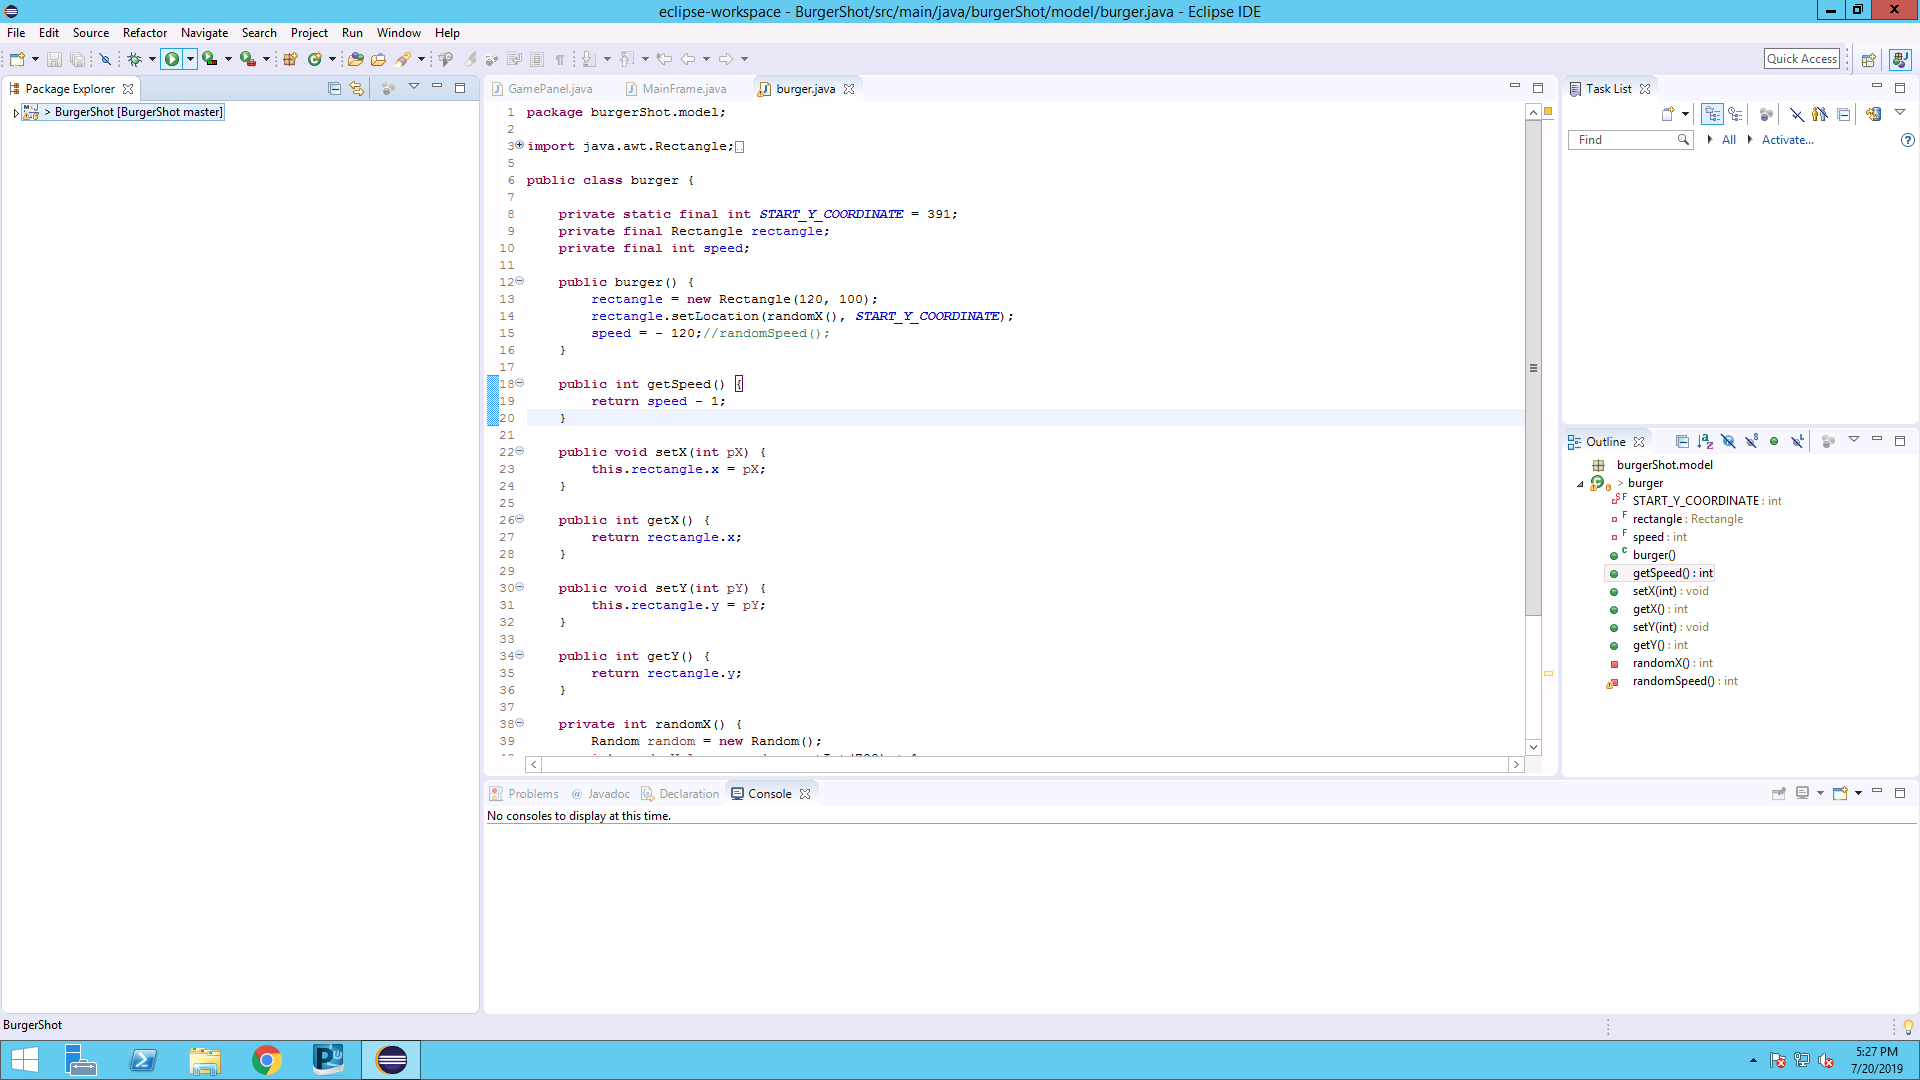 eclipse-workspace - BurgerShot/src/main/java/burgerShot/model/burger.java - Eclipse IDE
File Edit Source Refactor Navigate Search Project Run Window Help
Quick Access
Package Explorer
> BurgerShot [BurgerShot master]
GamePanel.java MainFrame.java burger.java
1 package burgerShot.model;
2
3 import java.awt.Rectangle;
5
6 public class burger {
7
8 private static final int START_Y_COORDINATE = 391;
9 private final Rectangle rectangle;
10 private final int speed;
11
12 public burger() {
13 rectangle = new Rectangle(120, 100);
14 rectangle.setLocation(randomX(), START_Y_COORDINATE);
15 speed = - 120;//randomSpeed();
16 }
17
18 public int getSpeed() {
19 return speed - 1;
20 }
21
22 public void setX(int pX) {
23 this.rectangle.x = pX;
24 }
25
26 public int getX() {
27 return rectangle.x;
28 }
29
30 public void setY(int pY) {
31 this.rectangle.y = pY;
32 }
33
34 public int getY() {
35 return rectangle.y;
36 }
37
38 private int randomX() {
39 Random random = new Random();
Task List
Find All Activate...
Outline
burgerShot.model
> burger
START_Y_COORDINATE : int
rectangle : Rectangle
speed : int
burger()
getSpeed() : int
setX(int) : void
getX() : int
setY(int) : void
getY() : int
randomX() : int
randomSpeed() : int
Problems @ Javadoc Declaration Console
No consoles to display at this time.
BurgerShot
5:27 PM
7/20/2019